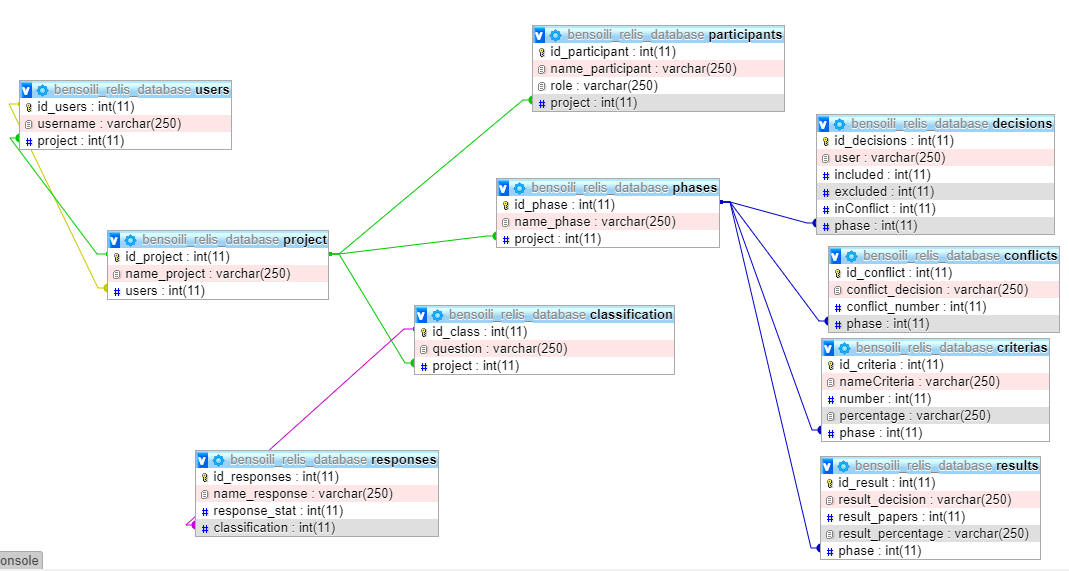 bensoili_relis_database participants
id_participant : int(11)
name_participant : varchar(250)
role : varchar(250)
project : int(11)
bensoili_relis_database users
id_users : int(11)
username : varchar(250)
project : int(11)
bensoili_relis_database decisions
id_decisions : int(11)
user : varchar(250)
included : int(11)
excluded : int(11)
inConflict : int(11)
phase : int(11)
bensoili_relis_database phases
id_phase : int(11)
name_phase : varchar(250)
project : int(11)
bensoili_relis_database project
id_project : int(11)
name_project : varchar(250)
users : int(11)
bensoili_relis_database conflicts
id_conflict : int(11)
conflict_decision : varchar(250)
conflict_number : int(11)
phase : int(11)
bensoili_relis_database classification
id_class : int(11)
question : varchar(250)
project : int(11)
bensoili_relis_database criterias
id_criteria : int(11)
nameCriteria : varchar(250)
number : int(11)
percentage : varchar(250)
phase : int(11)
bensoili_relis_database responses
id_responses : int(11)
name_response : varchar(250)
response_stat : int(11)
classification : int(11)
bensoili_relis_database results
id_result : int(11)
result_decision : varchar(250)
result_papers : int(11)
result_percentage : varchar(250)
phase : int(11)
onsole